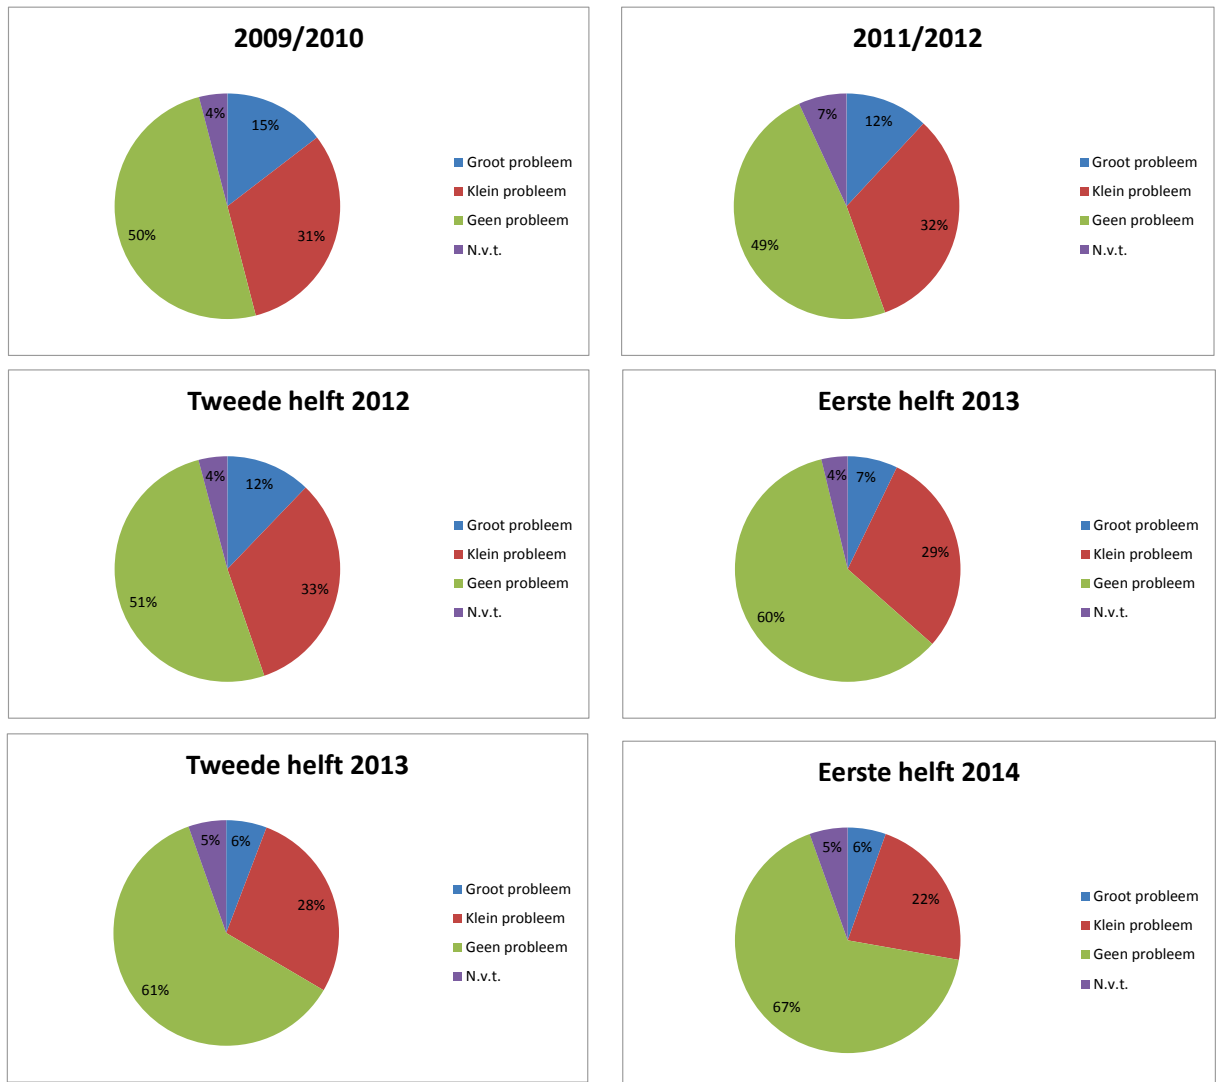 2009/2010
4%
15%
31%
50%
Groot probleem
Klein probleem
Geen probleem
N.v.t.
2011/2012
7%
12%
32%
49%
Groot probleem
Klein probleem
Geen probleem
N.v.t.
Tweede helft 2012
4%
12%
33%
51%
Groot probleem
Klein probleem
Geen probleem
N.v.t.
Eerste helft 2013
4%
7%
29%
60%
Groot probleem
Klein probleem
Geen probleem
N.v.t.
Tweede helft 2013
5%
6%
28%
61%
Groot probleem
Klein probleem
Geen probleem
N.v.t.
Eerste helft 2014
5%
6%
22%
67%
Groot probleem
Klein probleem
Geen probleem
N.v.t.